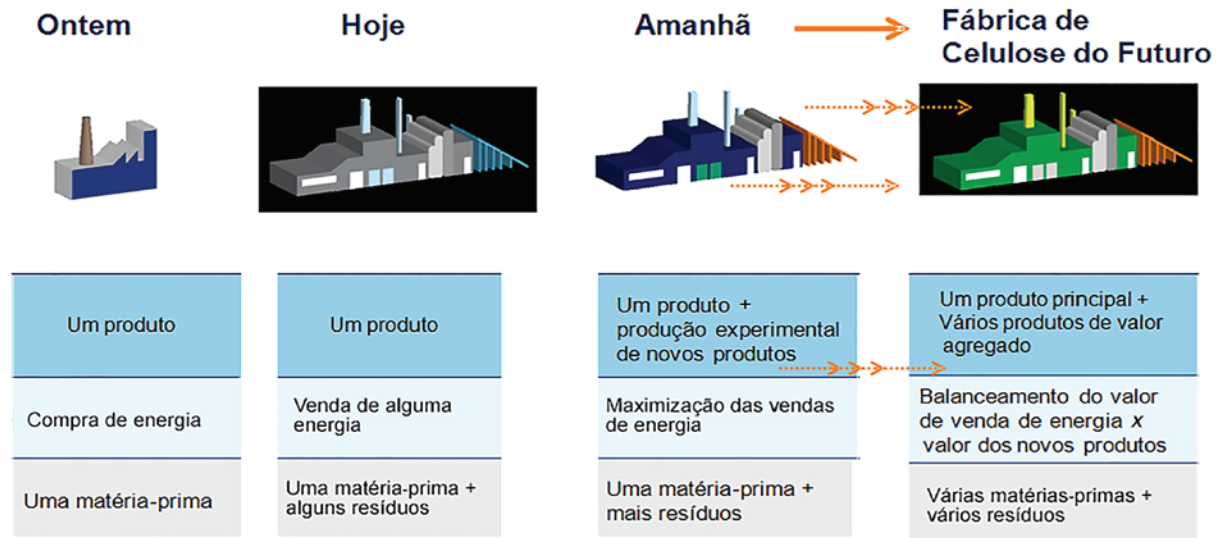 Ontem
Hoje
Amanhã
Fábrica de
Celulose do Futuro
Um produto
Um produto
Um produto +
produção experimental
de novos produtos
Um produto principal +
Vários produtos de valor
agregado
Compra de energia
Venda de alguma
energia
Maximização das vendas
de energia
Balanceamento do valor
de venda de energia x
valor dos novos produtos
Uma matéria-prima
Uma matéria-prima +
alguns resíduos
Uma matéria-prima +
mais resíduos
Várias matérias-primas +
vários resíduos